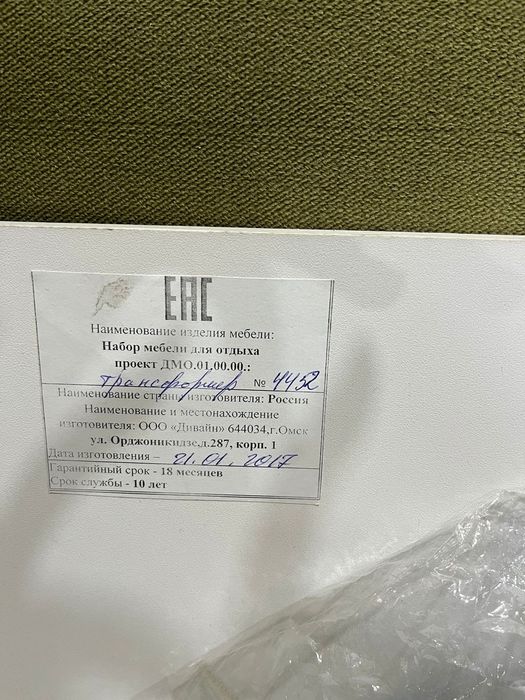 ЕАС
Наименование изделия мебели:
Набор мебели для отдыха
проект ДМО.01.00.00.:
трансформер № 4452
Наименование страны изготовителя: Россия
Наименование и местонахождение
изготовителя: ООО «Дивайн» 644034,г.Омск
ул. Орджоникидзе,д.287, корп. 1
Дата изготовления – 21.01.2017
Гарантийный срок - 18 месяцев
Срок службы - 10 лет